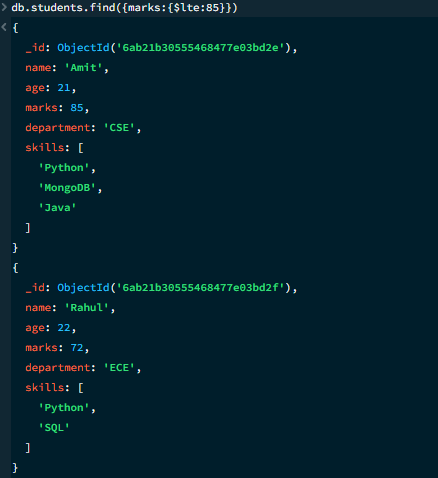 > db.students.find({marks:{$lte:85}})
< {
_id: ObjectId('6ab21b30555468477e03bd2e'),
name: 'Amit',
age: 21,
marks: 85,
department: 'CSE',
skills: [
'Python',
'MongoDB',
'Java'
]
}
{
_id: ObjectId('6ab21b30555468477e03bd2f'),
name: 'Rahul',
age: 22,
marks: 72,
department: 'ECE',
skills: [
'Python',
'SQL'
]
}